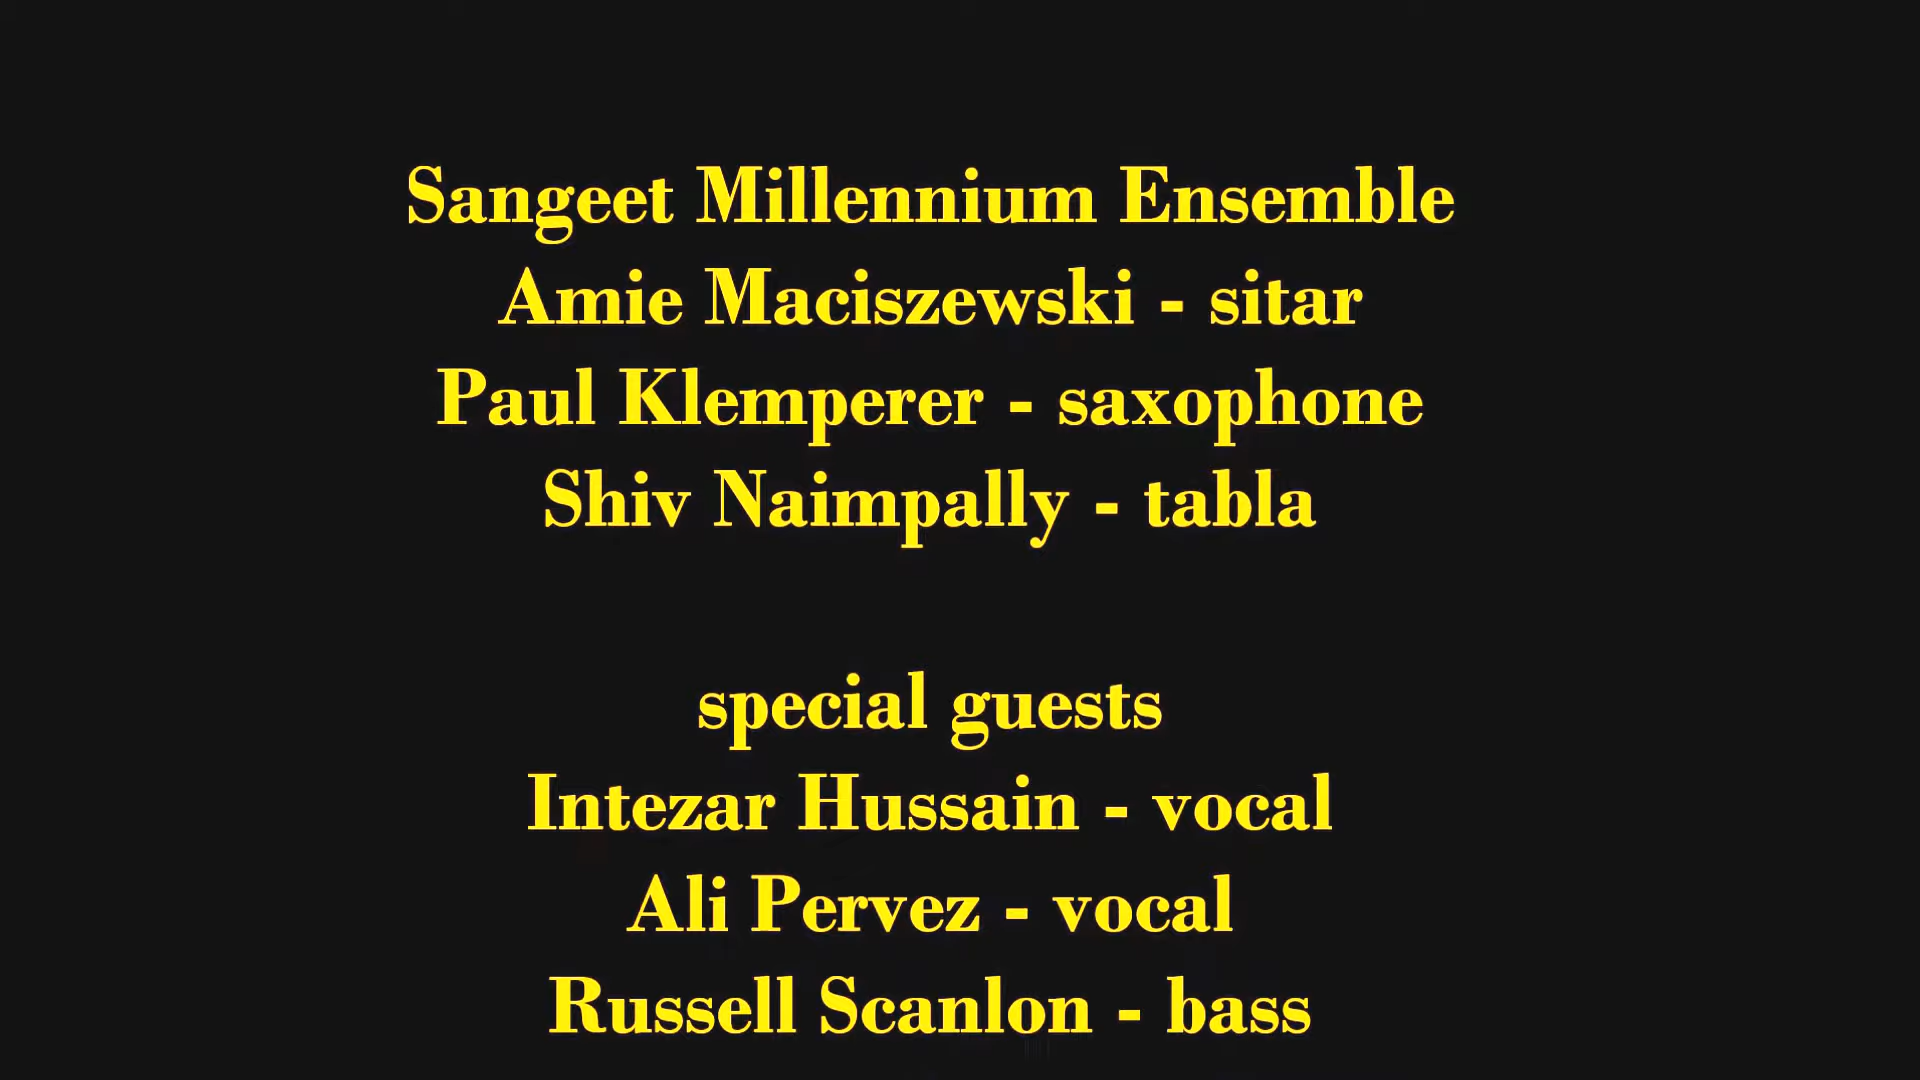 Sangeet Millennium Ensemble
Amie Maciszewski - sitar
Paul Klemperer - saxophone
Shiv Naimpally - tabla
special guests
Intezar Hussain - vocal
Ali Pervez - vocal
Russell Scanlon - bass